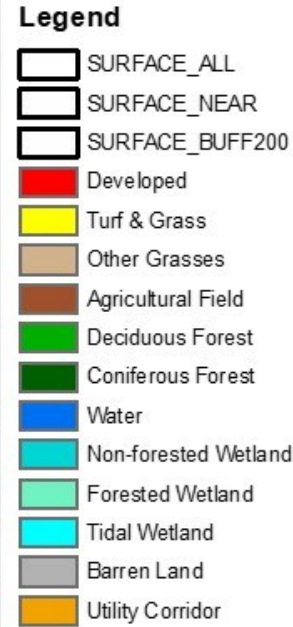 Legend
SURFACE_ALL
SURFACE_NEAR
SURFACE_BUFF200
Developed
Turf & Grass
Other Grasses
Agricultural Field
Deciduous Forest
Coniferous Forest
Water
Non-forested Wetland
Forested Wetland
Tidal Wetland
Barren Land
Utility Corridor